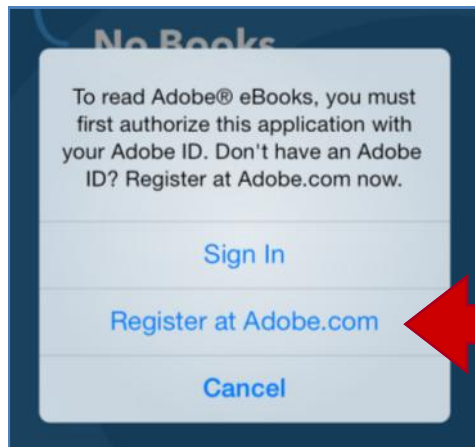 No Books
To read Adobe® eBooks, you must
first authorize this application with
your Adobe ID. Don't have an Adobe
ID? Register at Adobe.com now.
Sign In
Register at Adobe.com
Cancel